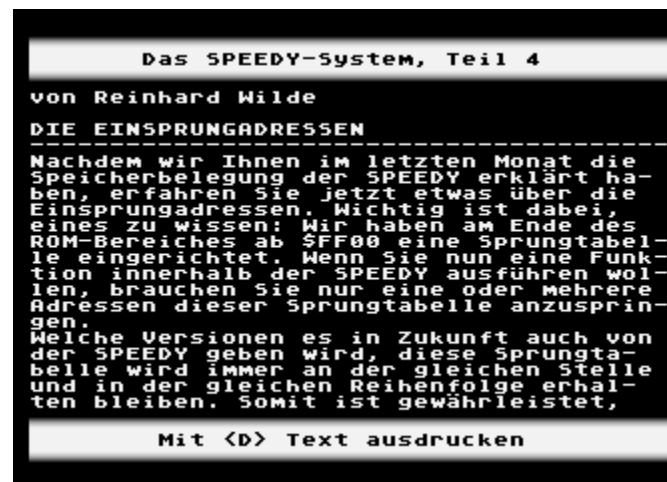 Das SPEEDY-System, Teil 4
von Reinhard Wilde
DIE EINSPRUNGADRESSEN
----------------------------------------
Nachdem wir Ihnen im letzten Monat die
Speicherbelegung der SPEEDY erklärt ha-
ben, erfahren Sie jetzt etwas über die
Einsprungadressen. Wichtig ist dabei,
eines zu wissen: Wir haben am Ende des
ROM-Bereiches ab $FF00 eine Sprungtabel-
le eingerichtet. Wenn Sie nun eine Funk-
tion innerhalb der SPEEDY ausführen wol-
len, brauchen Sie nur eine oder mehrere
Adressen dieser Sprungtabelle anzusprin-
gen.
Welche Versionen es in Zukunft auch von
der SPEEDY geben wird, diese Sprungta-
belle wird immer an der gleichen Stelle
und in der gleichen Reihenfolge erhal-
ten bleiben. Somit ist gewährleistet,
Mit <D> Text ausdrucken